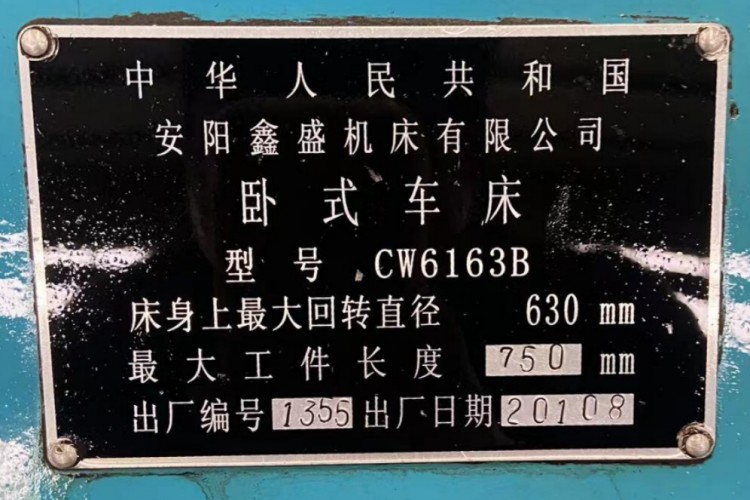 中华人民共和国
安阳鑫盛机床有限公司
卧式车床
型号 CW6163B
床身上最大回转直径 630 mm
最大工件长度 750 mm
出厂编号 1355 出厂日期 20108